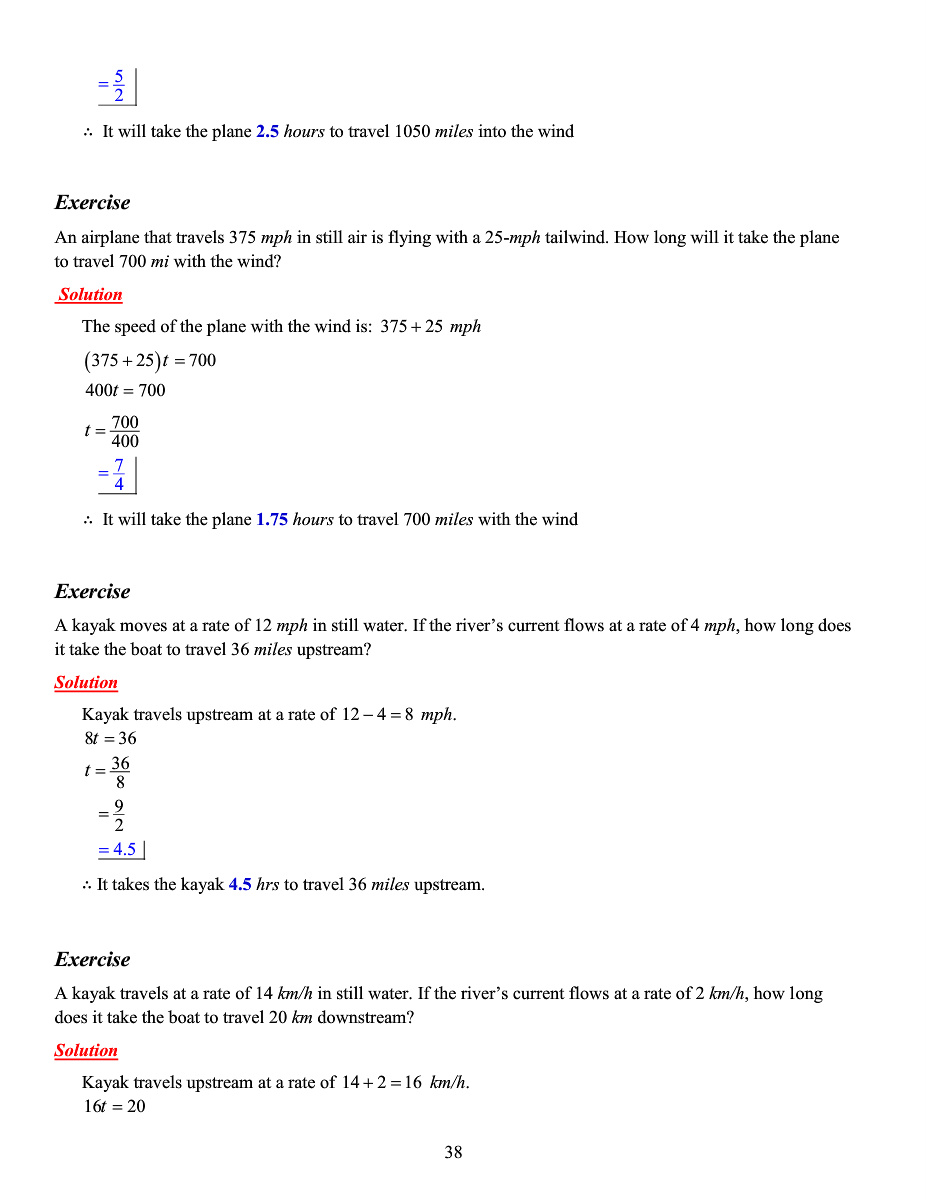 = 5/2
∴ It will take the plane 2.5 hours to travel 1050 miles into the wind
Exercise
An airplane that travels 375 mph in still air is flying with a 25-mph tailwind. How long will it take the plane
to travel 700 mi with the wind?
Solution
The speed of the plane with the wind is: 375 + 25 mph
(375 + 25)t = 700
400t = 700
t = 700/400
= 7/4
∴ It will take the plane 1.75 hours to travel 700 miles with the wind
Exercise
A kayak moves at a rate of 12 mph in still water. If the river’s current flows at a rate of 4 mph, how long does
it take the boat to travel 36 miles upstream?
Solution
Kayak travels upstream at a rate of 12 − 4 = 8 mph.
8t = 36
t = 36/8
= 9/2
= 4.5
∴ It takes the kayak 4.5 hrs to travel 36 miles upstream.
Exercise
A kayak travels at a rate of 14 km/h in still water. If the river’s current flows at a rate of 2 km/h, how long
does it take the boat to travel 20 km downstream?
Solution
Kayak travels upstream at a rate of 14 + 2 = 16 km/h.
16t = 20
38